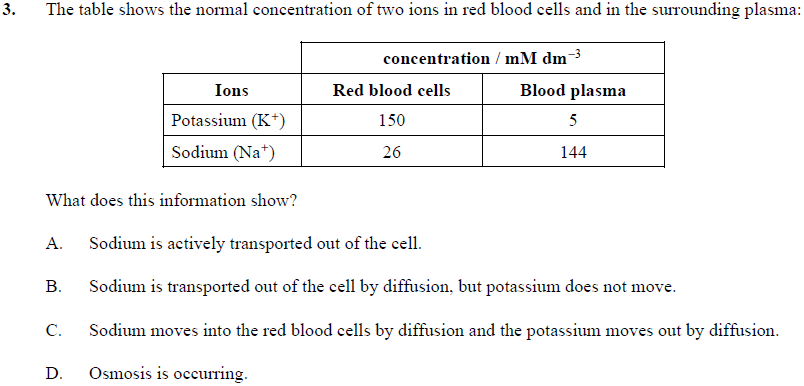 3. The table shows the normal concentration of two ions in red blood cells and in the surrounding plasma:
concentration / mM dm⁻³
Ions Red blood cells Blood plasma
Potassium (K⁺) 150 5
Sodium (Na⁺) 26 144
What does this information show?
A. Sodium is actively transported out of the cell.
B. Sodium is transported out of the cell by diffusion, but potassium does not move.
C. Sodium moves into the red blood cells by diffusion and the potassium moves out by diffusion.
D. Osmosis is occurring.